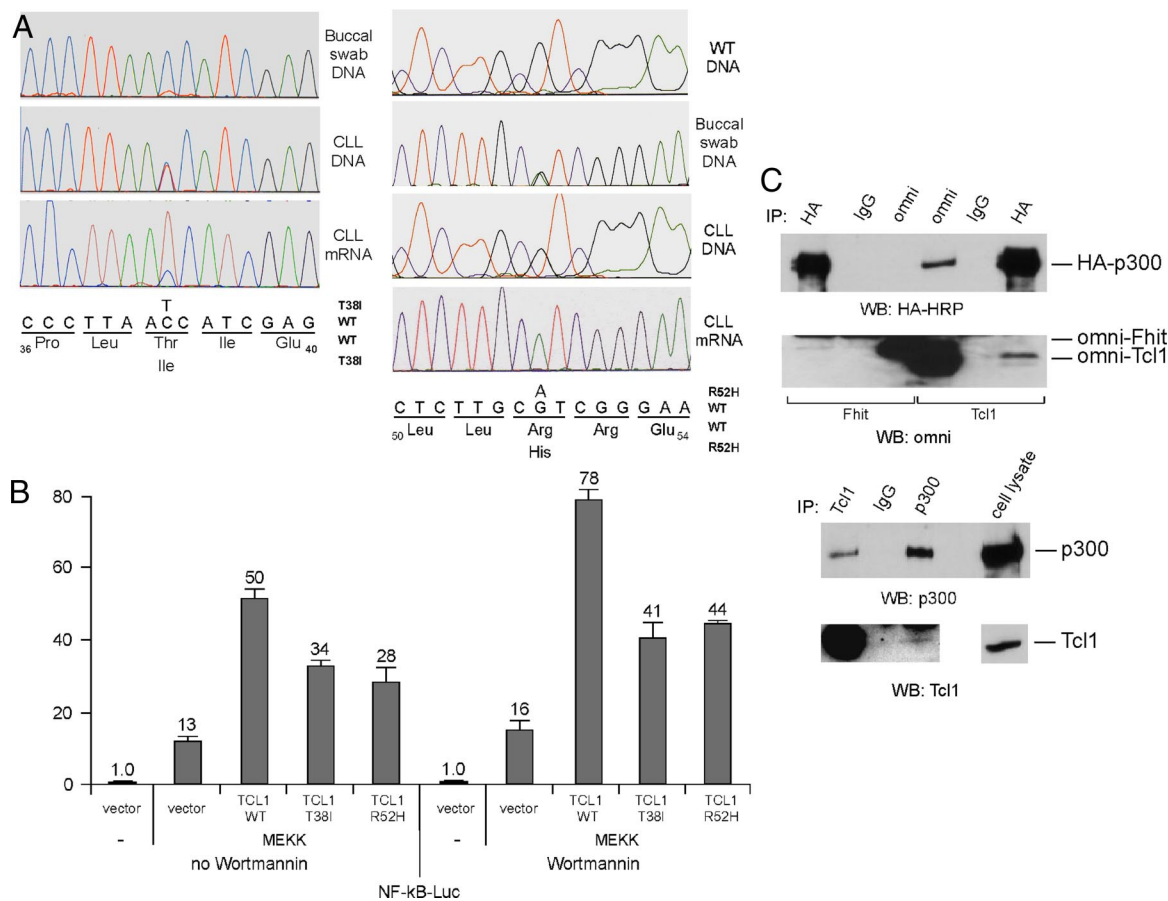 A
Buccal swab DNA
CLL DNA
CLL mRNA
T T38I
C C C T T A A C C A T C G A G WT
36 Pro Leu Thr Ile Glu 40 WT
Ile T38I
WT DNA
Buccal swab DNA
CLL DNA
CLL mRNA
A R52H
C T C T T G C G T C G G G A A WT
50 Leu Leu Arg Arg Glu 54 WT
His R52H
B
80
60
40
20
0
1.0
13
50
34
28
1.0
16
78
41
44
vector vector TCL1 WT TCL1 T38I TCL1 R52H vector vector TCL1 WT TCL1 T38I TCL1 R52H
- MEKK - MEKK
no Wortmannin Wortmannin
NF-kB-Luc
C
IP: HA IgG omni omni IgG HA
HA-p300
WB: HA-HRP
omni-Fhit
omni-Tcl1
Fhit Tcl1
WB: omni
IP: Tcl1 IgG p300 cell lysate
p300
WB: p300
Tcl1
WB: Tcl1